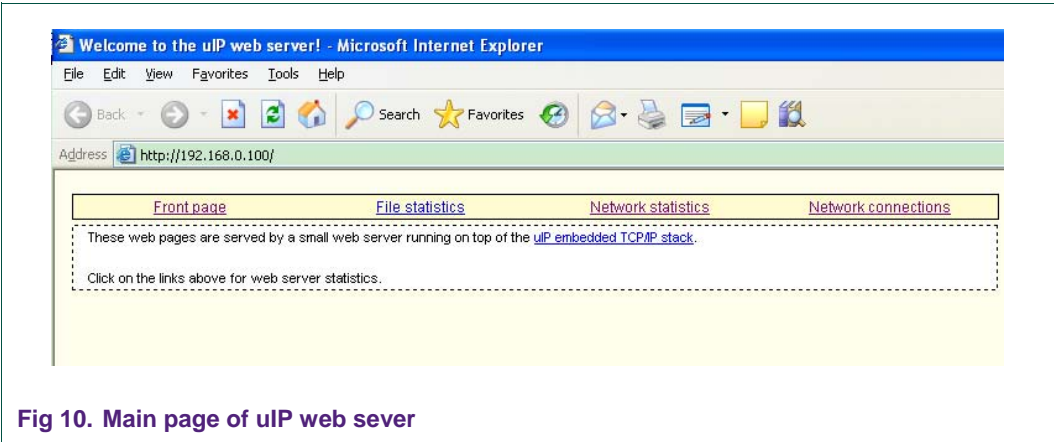 Welcome to the uIP web server! - Microsoft Internet Explorer
File Edit View Favorites Tools Help
Back Search Favorites
Address http://192.168.0.100/
Front page File statistics Network statistics Network connections
These web pages are served by a small web server running on top of the uIP embedded TCP/IP stack.
Click on the links above for web server statistics.
Fig 10. Main page of uIP web sever